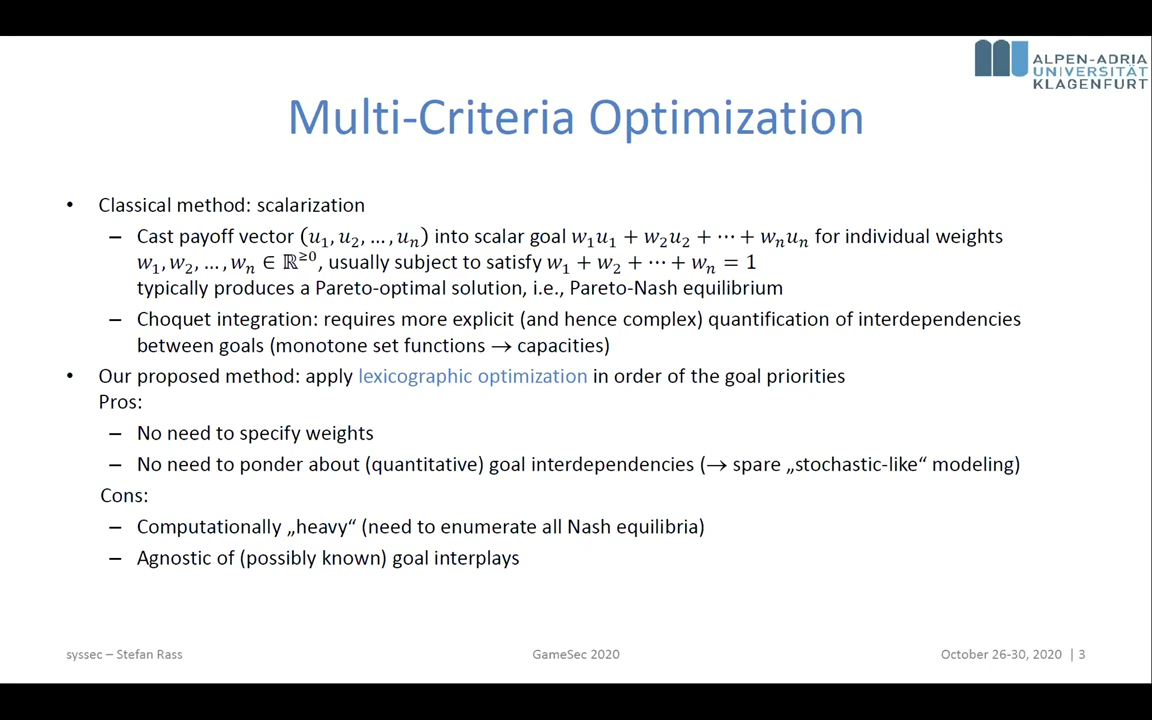 ALPEN-ADRIA
UNIVERSITÄT
KLAGENFURT
Multi-Criteria Optimization
• Classical method: scalarization
– Cast payoff vector (𝑢₁, 𝑢₂, … , 𝑢ₙ) into scalar goal 𝑤₁𝑢₁ + 𝑤₂𝑢₂ + ⋯ + 𝑤ₙ𝑢ₙ for individual weights
𝑤₁, 𝑤₂, … , 𝑤ₙ ∈ ℝ^≥0, usually subject to satisfy 𝑤₁ + 𝑤₂ + ⋯ + 𝑤ₙ = 1
typically produces a Pareto-optimal solution, i.e., Pareto-Nash equilibrium
– Choquet integration: requires more explicit (and hence complex) quantification of interdependencies
between goals (monotone set functions → capacities)
• Our proposed method: apply lexicographic optimization in order of the goal priorities
Pros:
– No need to specify weights
– No need to ponder about (quantitative) goal interdependencies (→ spare „stochastic-like“ modeling)
Cons:
– Computationally „heavy“ (need to enumerate all Nash equilibria)
– Agnostic of (possibly known) goal interplays
syssec – Stefan Rass GameSec 2020 October 26-30, 2020 | 3